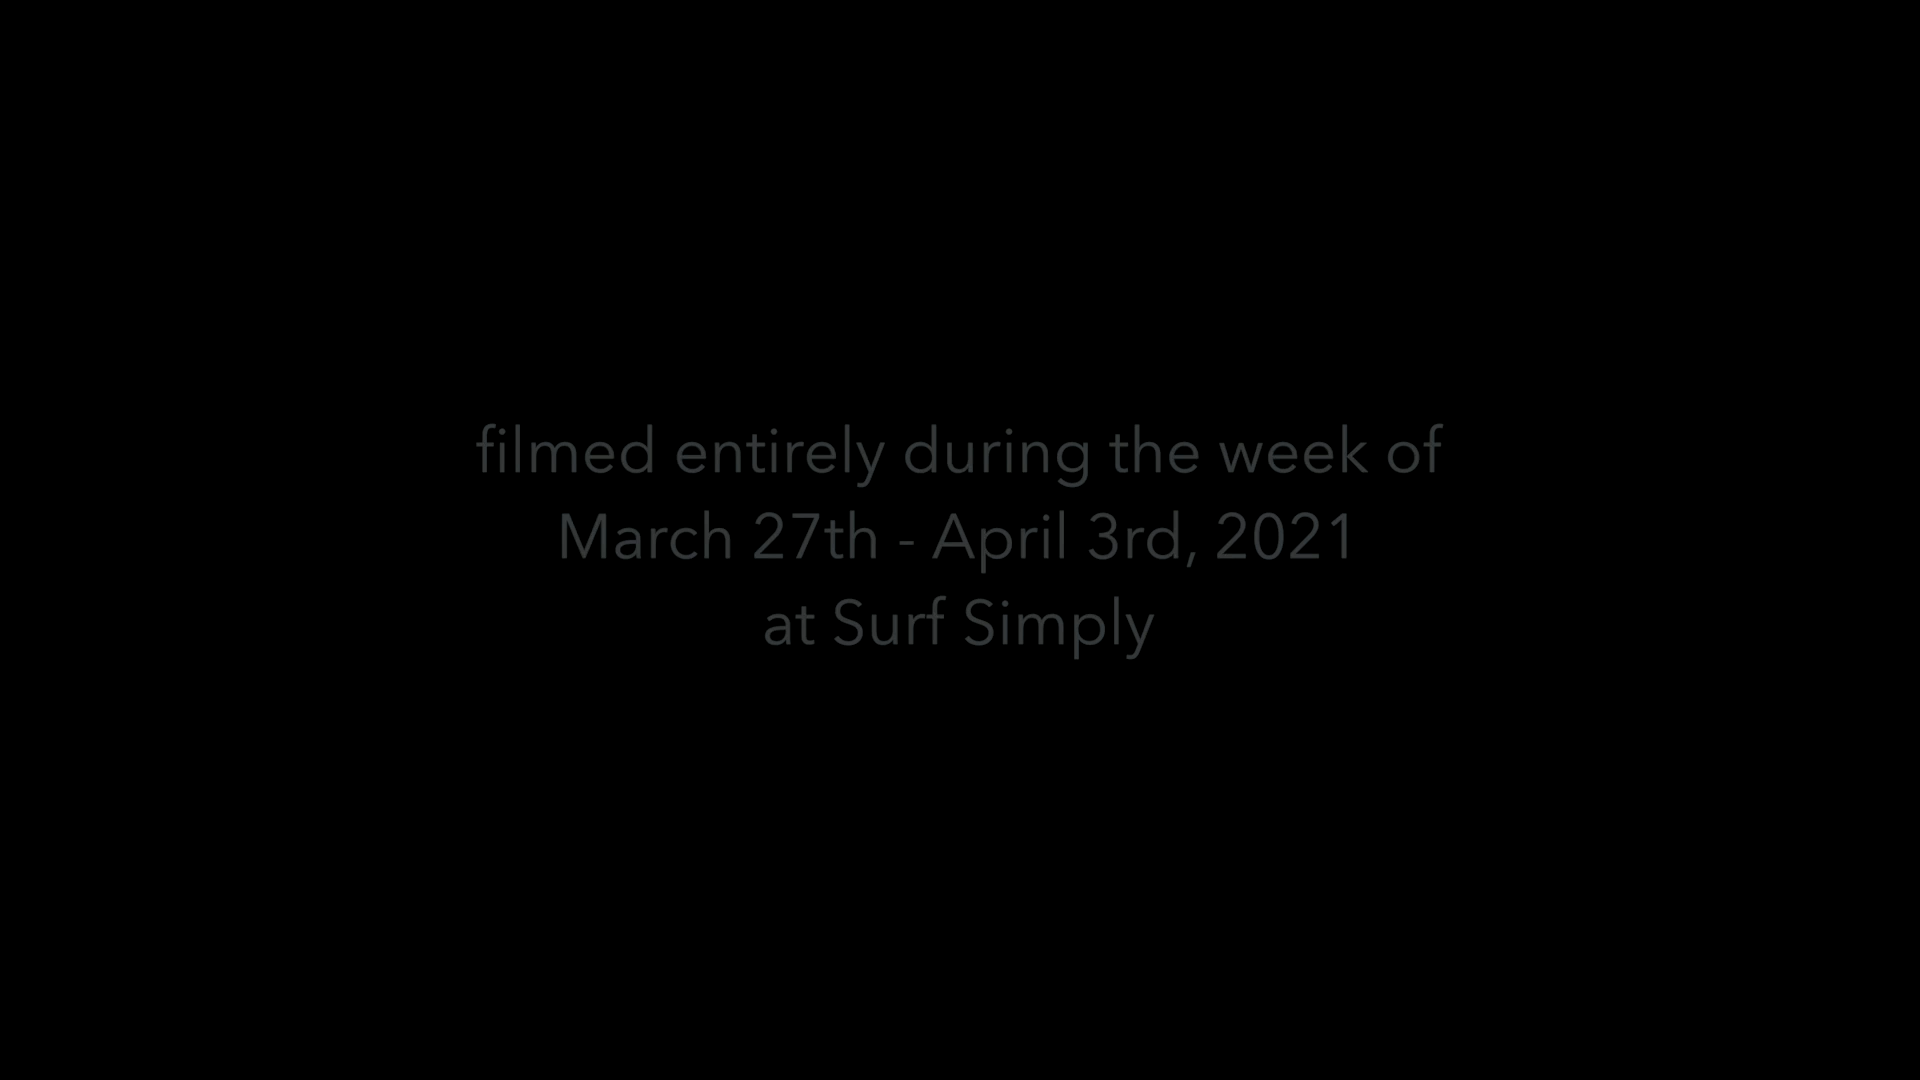 filmed entirely during the week of
March 27th - April 3rd, 2021
at Surf Simply